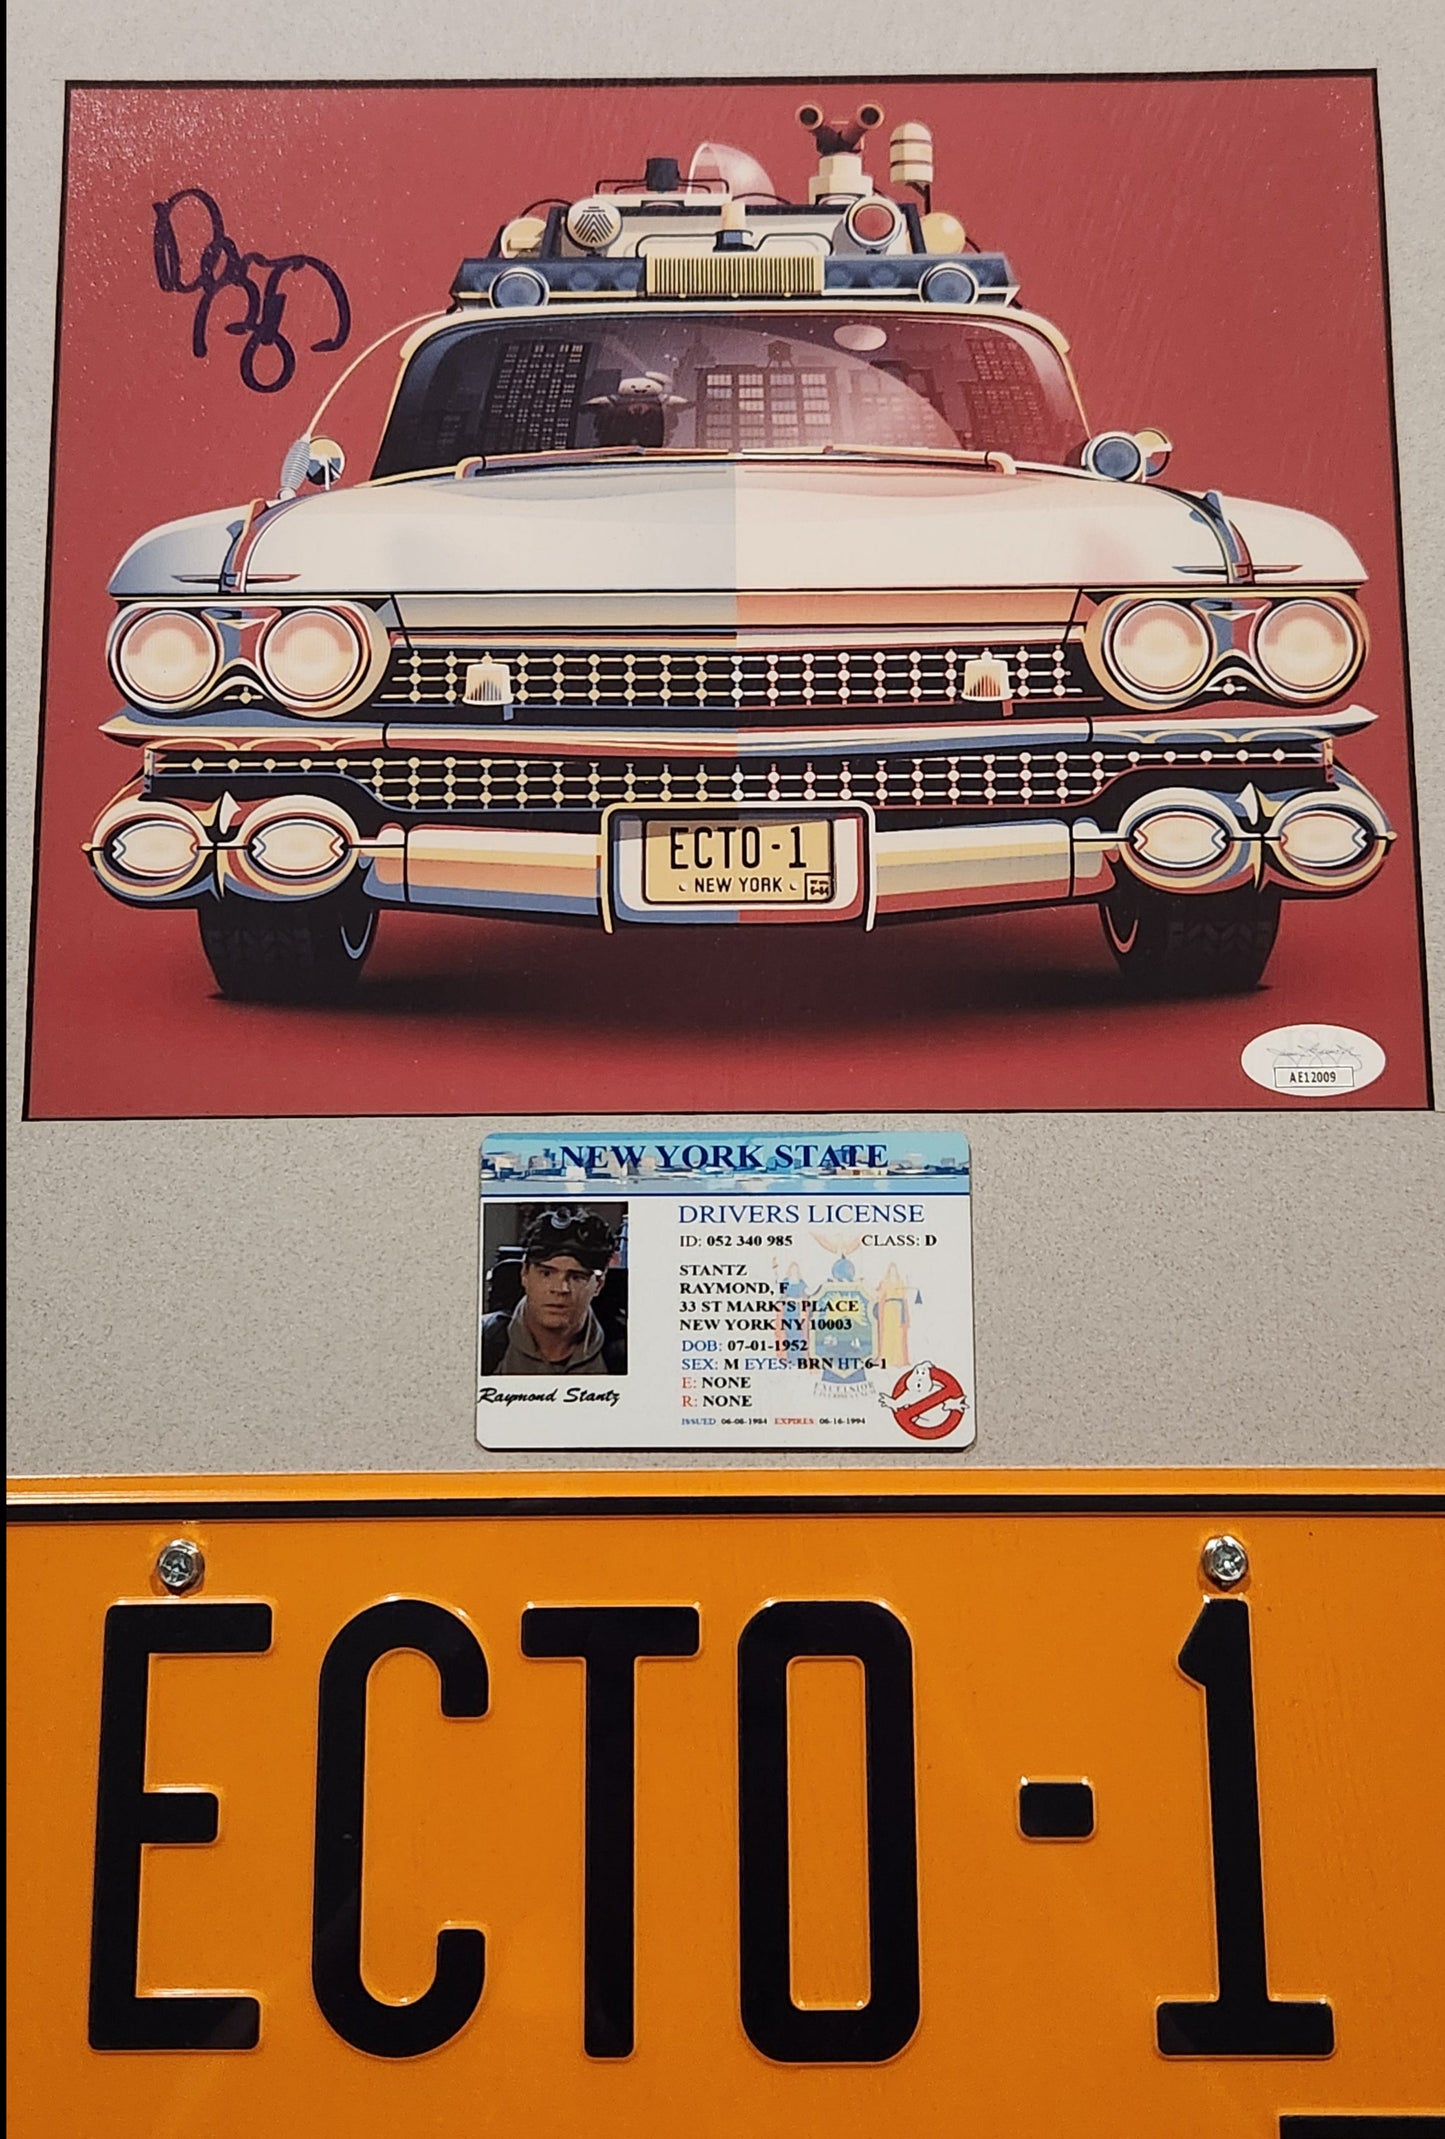 ECTO-1
NEW YORK
AE12009
NEW YORK STATE
DRIVERS LICENSE
ID: 052 340 985 CLASS: D
STANTZ
RAYMOND, F
33 ST MARK'S PLACE
NEW YORK NY 10003
DOB: 07-01-1952
SEX: M EYES: BRN HT:6-1
E: NONE
R: NONE
ISSUED 06-08-1984 EXPIRES: 06-16-1994
Raymond Stantz
EXCELSIOR
ECTO-1